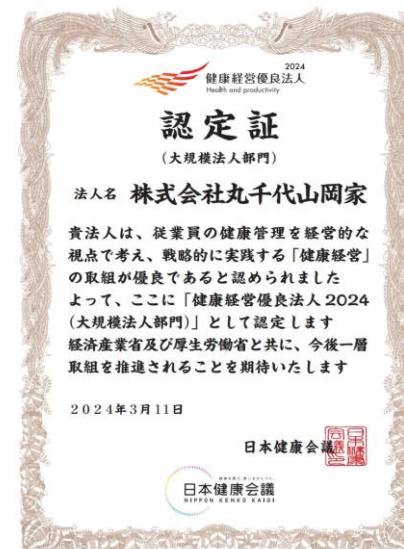 2024
健康経営優良法人
Health and productivity
認定証
(大規模法人部門)
法人名 株式会社丸千代山岡家
貴法人は、従業員の健康管理を経営的な
視点で考え、戦略的に実践する「健康経営」
の取組が優良であると認められました
よって、ここに「健康経営優良法人2024
(大規模法人部門)」として認定します
経済産業省及び厚生労働省と共に、今後一層
取組を推進されることを期待いたします
2024年3月11日
日本健康会議
日本健康会議
NIPPON KENKO KAIGI